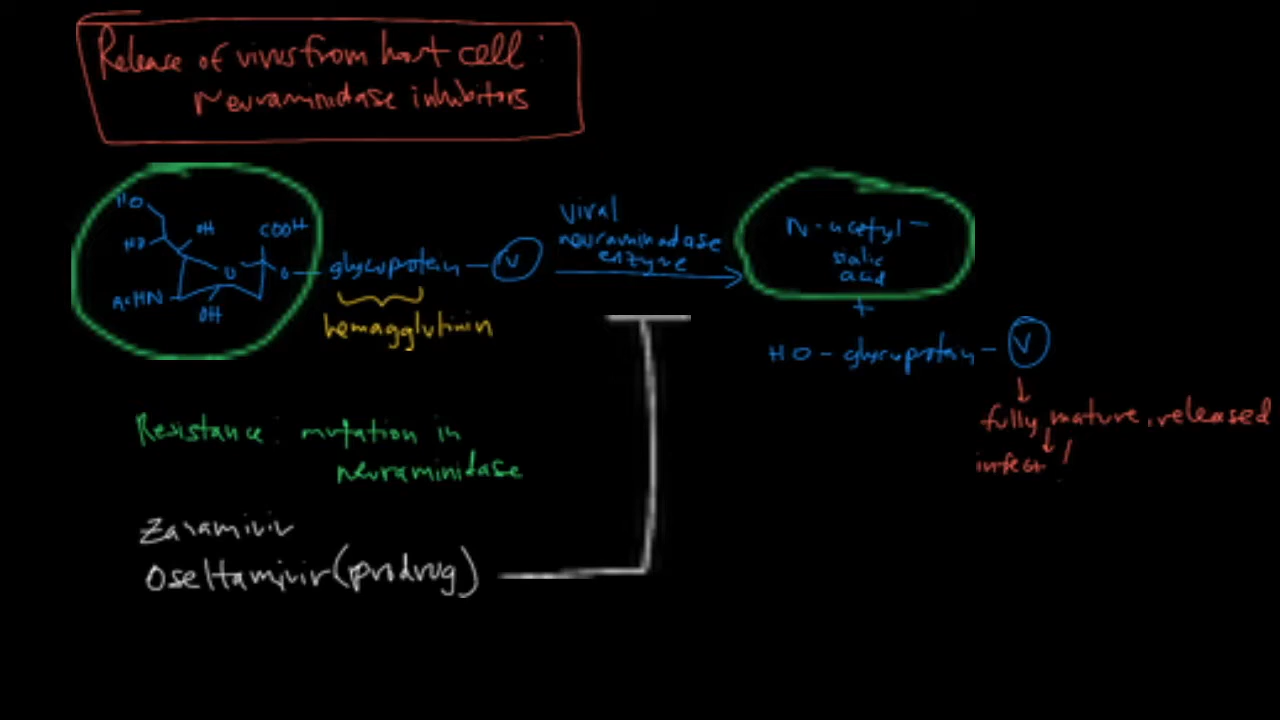 Release of virus from host cell:
Neuraminidase inhibitors
HO
HO
OH
COOH
O
O
AcHN
OH
glycoprotein - V
hemagglutinin
viral
neuraminadase
enzyme
N-acetyl-
sialic
acid
+
HO - glycoprotein - V
fully mature, released
infect
Resistance: mutation in
neuraminidase
Zanamivir
Oseltamivir (prodrug)